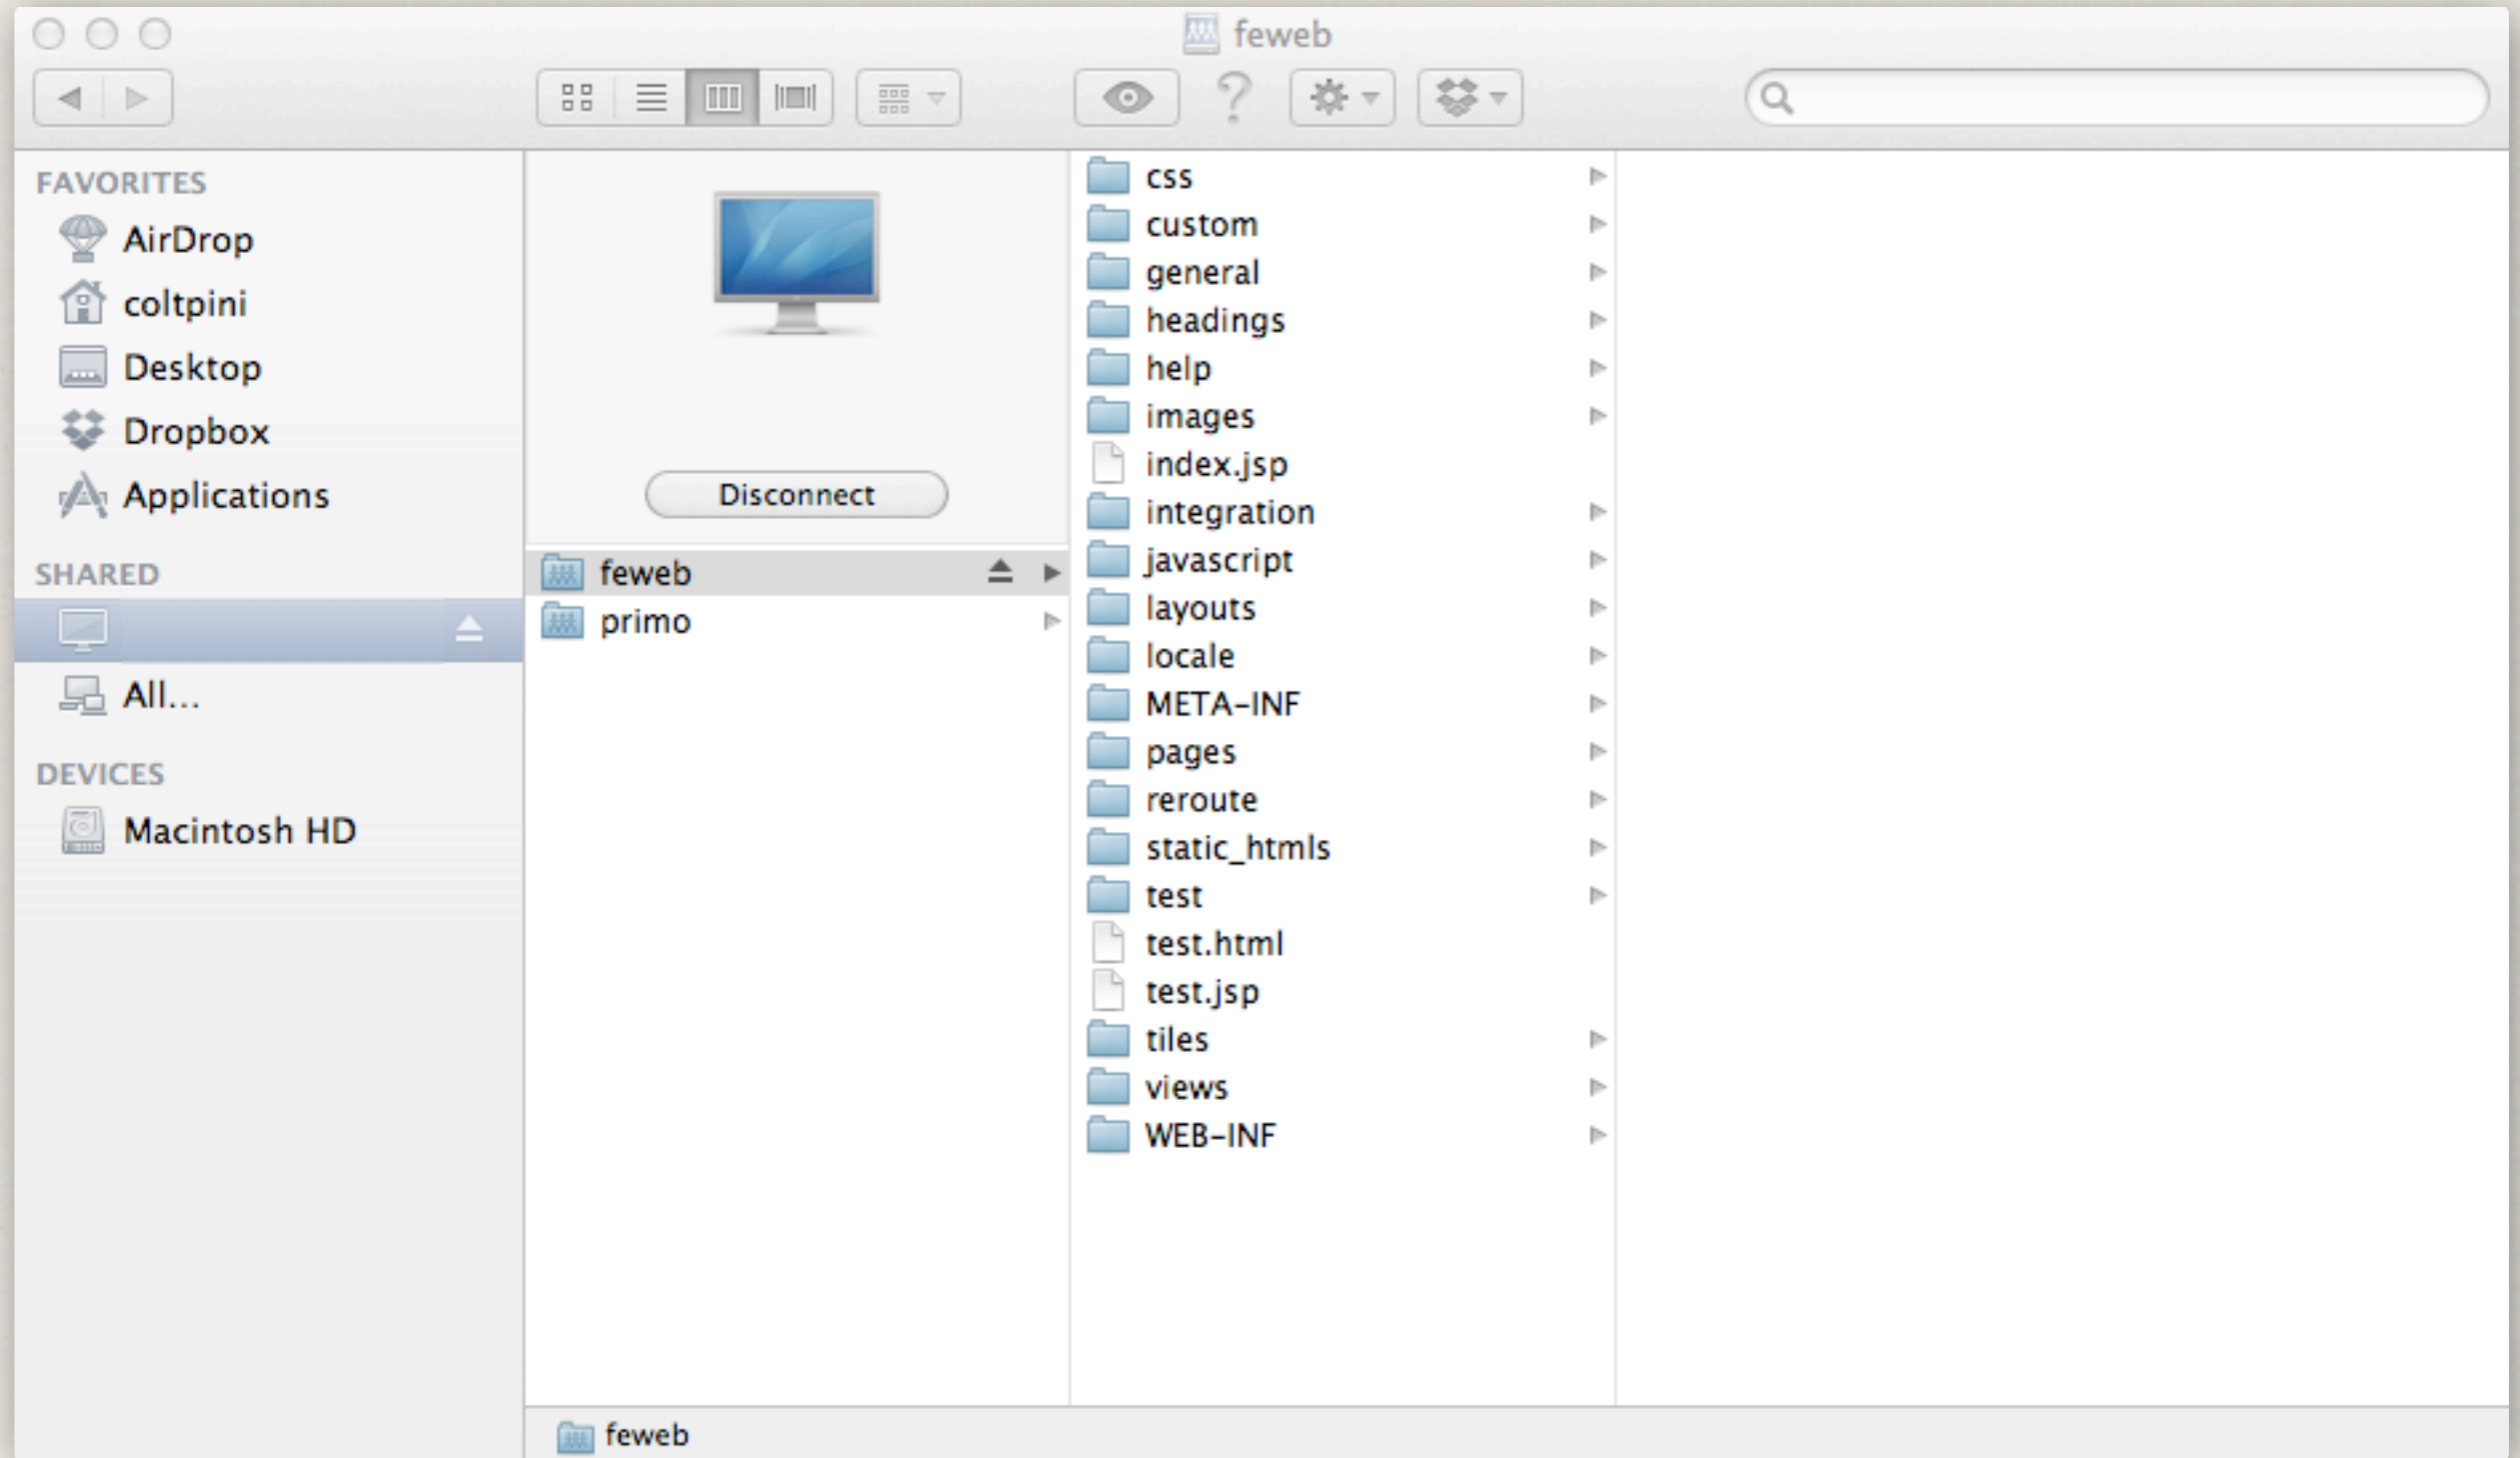 feweb
FAVORITES
AirDrop
coltpini
Desktop
Dropbox
Applications
SHARED
All...
DEVICES
Macintosh HD
Disconnect
feweb
primo
css
custom
general
headings
help
images
index.jsp
integration
javascript
layouts
locale
META-INF
pages
reroute
static_htmls
test
test.html
test.jsp
tiles
views
WEB-INF
feweb